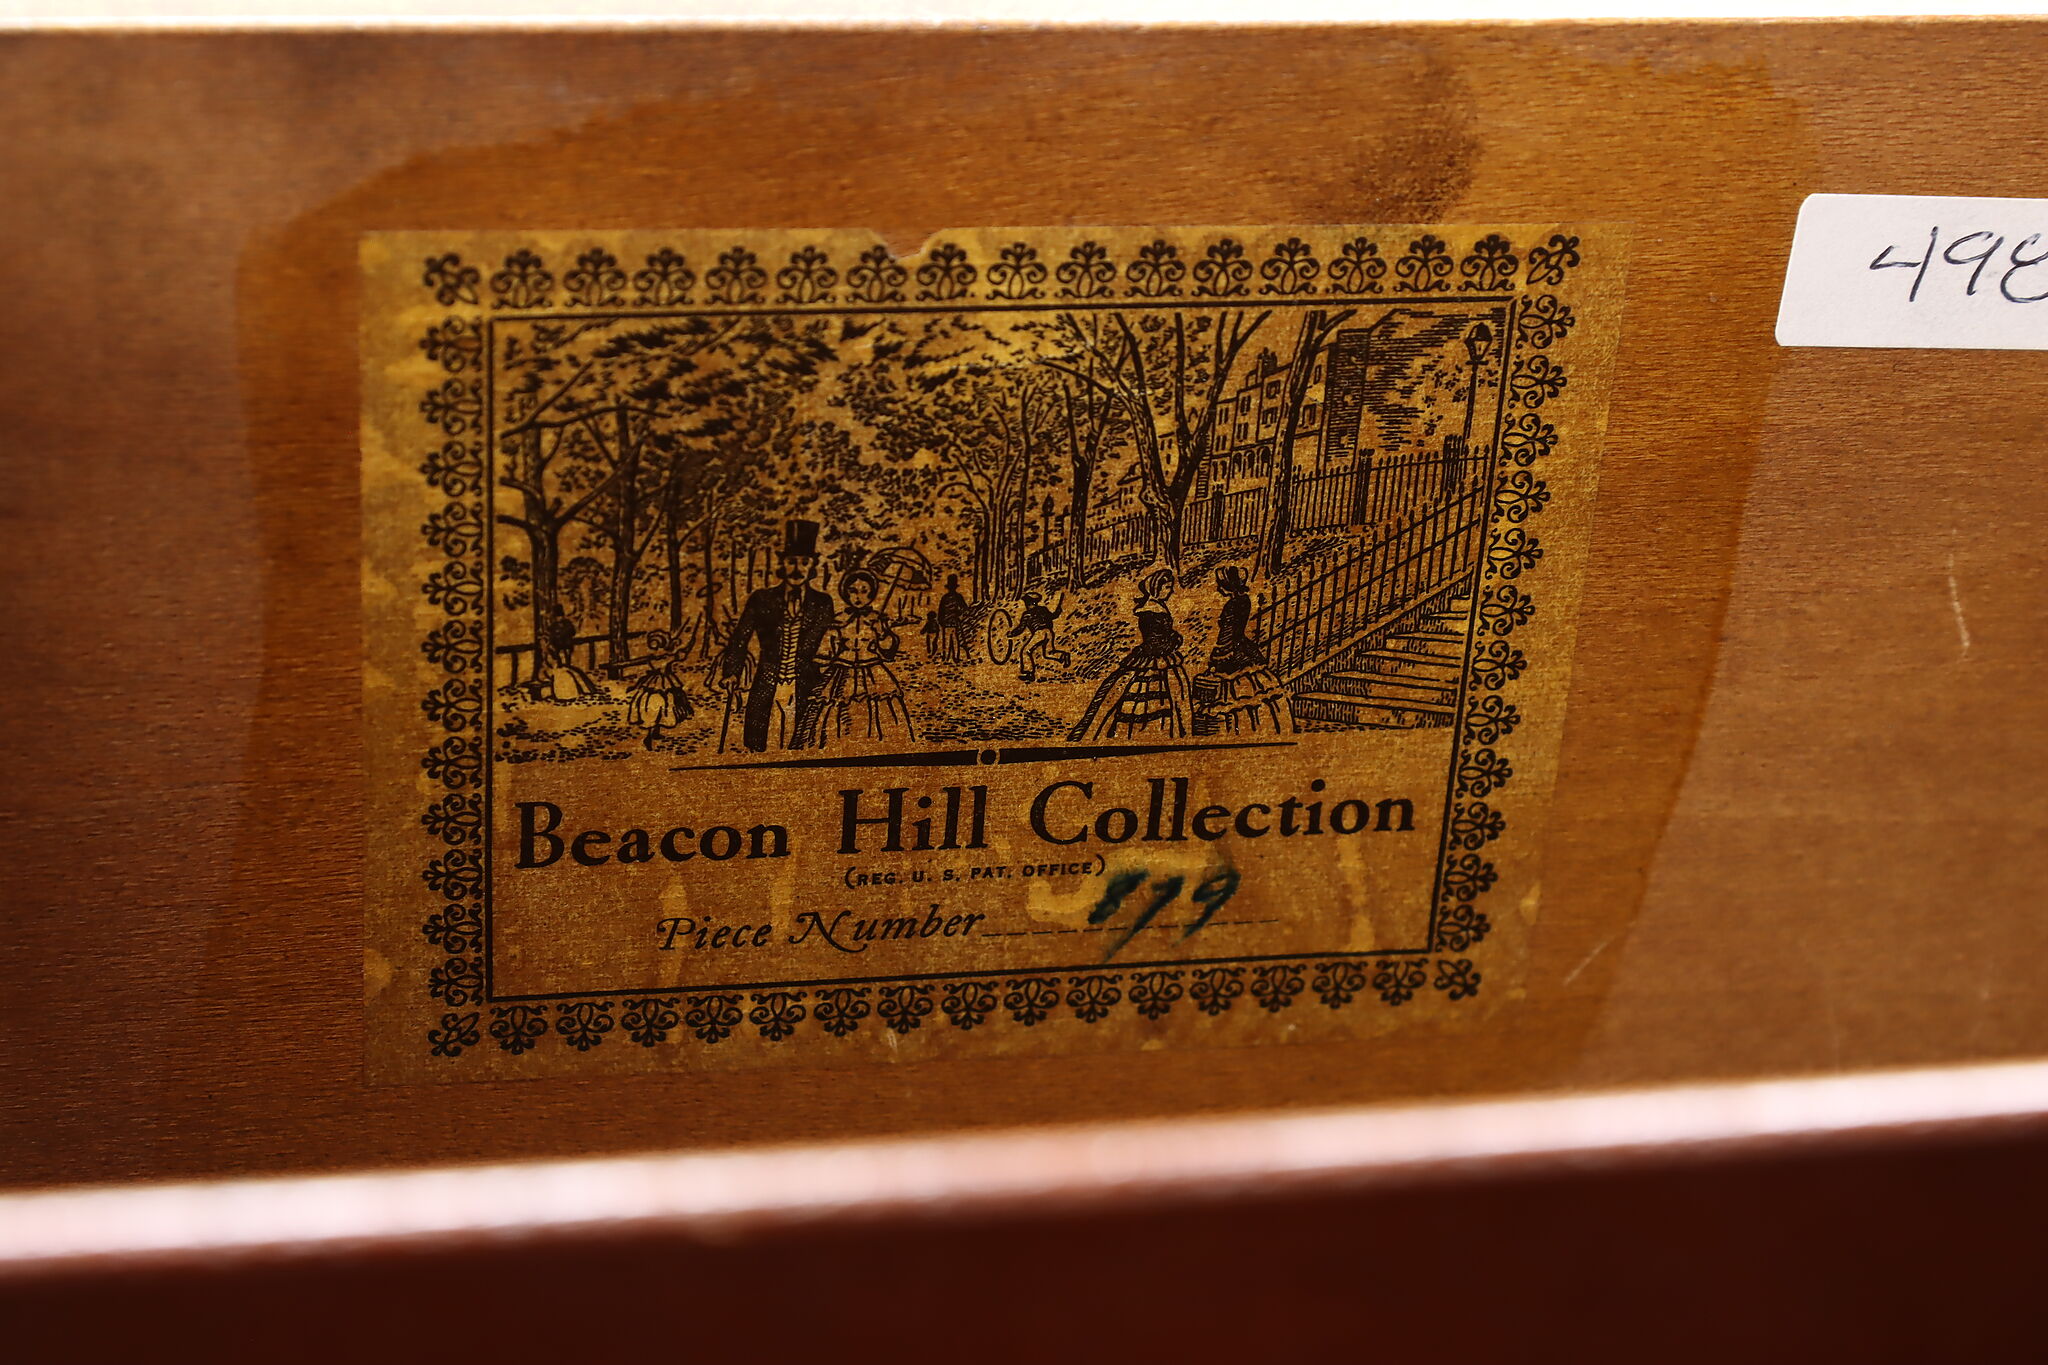 498
Beacon Hill Collection
(REG. U. S. PAT. OFFICE)
Piece Number 879